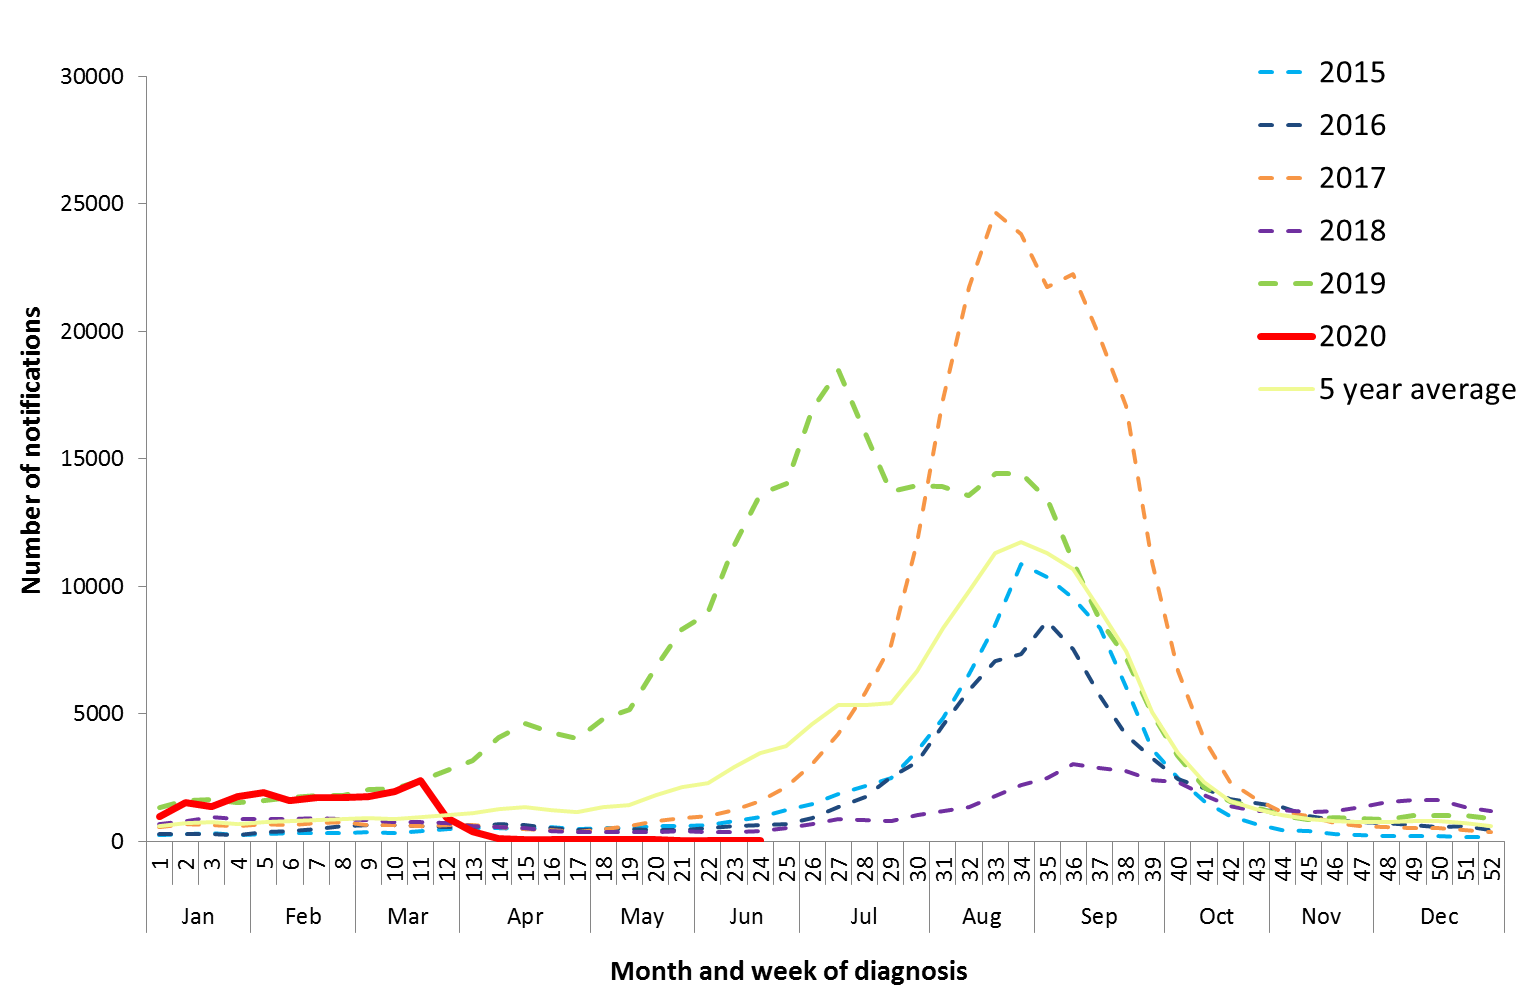 30000
25000
20000
15000
10000
5000
0
Number of notifications
2015
2016
2017
2018
2019
2020
5 year average
1 2 3 4 5 6 7 8 9 10 11 12 13 14 15 16 17 18 19 20 21 22 23 24 25 26 27 28 29 30 31 32 33 34 35 36 37 38 39 40 41 42 43 44 45 46 47 48 49 50 51 52
Jan Feb Mar Apr May Jun Jul Aug Sep Oct Nov Dec
Month and week of diagnosis